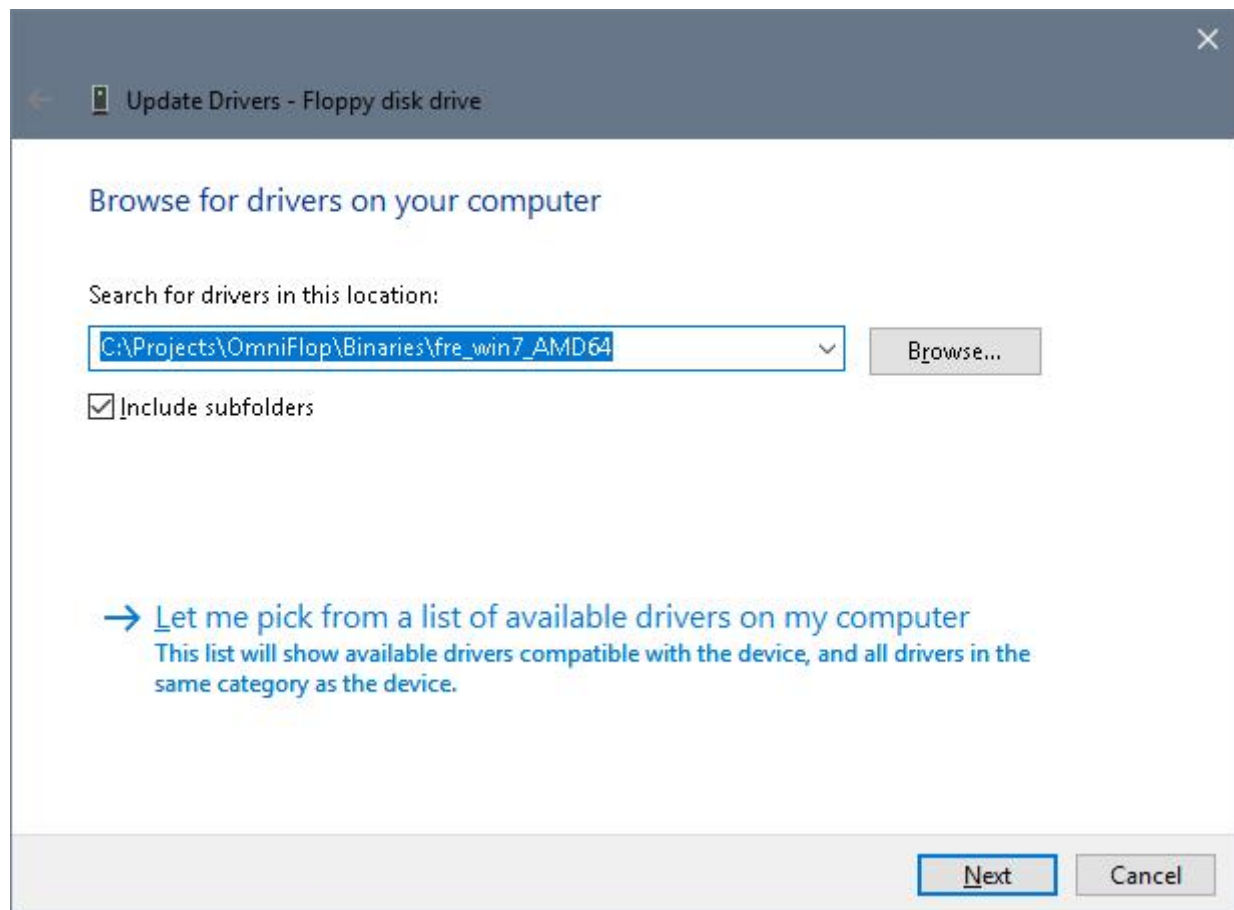 Update Drivers - Floppy disk drive
Browse for drivers on your computer
Search for drivers in this location:
C:\Projects\OmniFlop\Binaries\fre_win7_AMD64
Browse...
Include subfolders
Let me pick from a list of available drivers on my computer
This list will show available drivers compatible with the device, and all drivers in the
same category as the device.
Next
Cancel